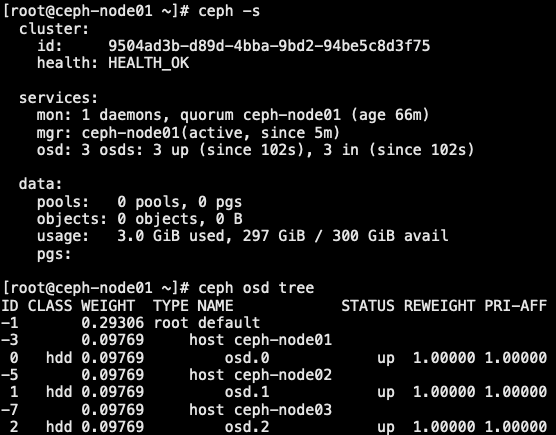 [root@ceph-node01 ~]# ceph -s
  cluster:
    id:     9504ad3b-d89d-4bba-9bd2-94be5c8d3f75
    health: HEALTH_OK

  services:
    mon: 1 daemons, quorum ceph-node01 (age 66m)
    mgr: ceph-node01(active, since 5m)
    osd: 3 osds: 3 up (since 102s), 3 in (since 102s)

  data:
    pools:   0 pools, 0 pgs
    objects: 0 objects, 0 B
    usage:   3.0 GiB used, 297 GiB / 300 GiB avail
    pgs:

[root@ceph-node01 ~]# ceph osd tree
ID CLASS WEIGHT  TYPE NAME            STATUS REWEIGHT PRI-AFF
-1       0.29306 root default
-3       0.09769     host ceph-node01
 0   hdd 0.09769         osd.0            up  1.00000 1.00000
-5       0.09769     host ceph-node02
 1   hdd 0.09769         osd.1            up  1.00000 1.00000
-7       0.09769     host ceph-node03
 2   hdd 0.09769         osd.2            up  1.00000 1.00000